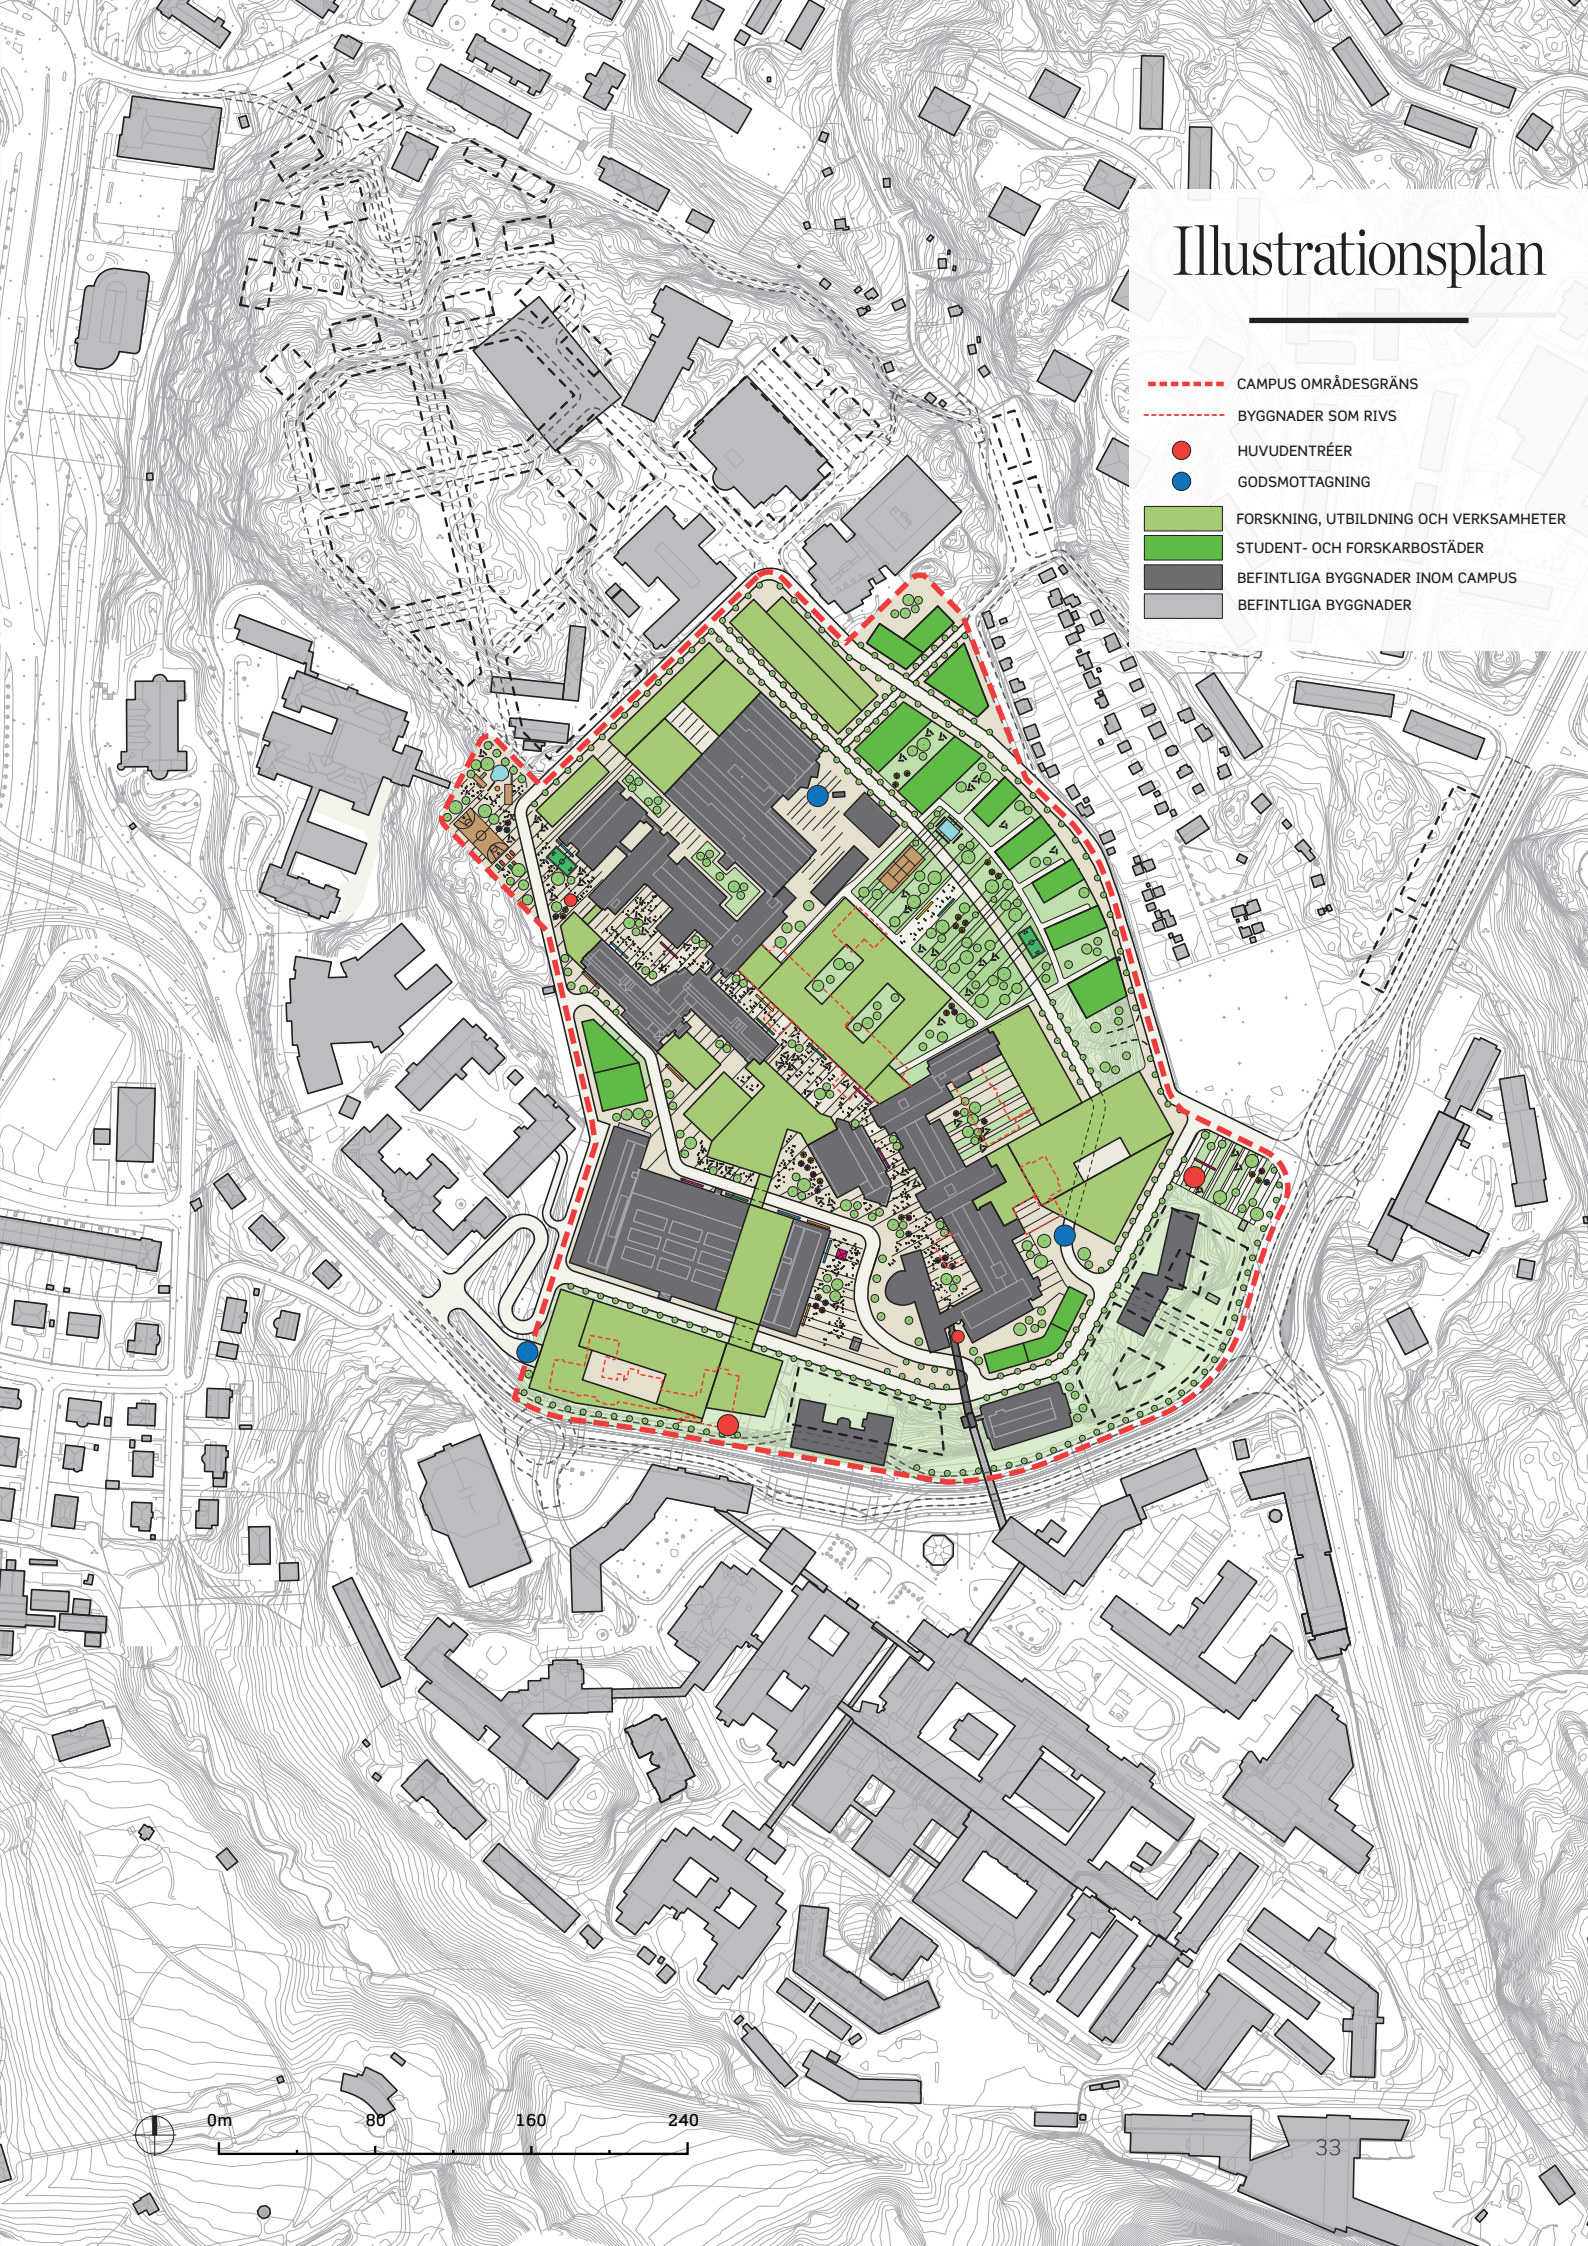 Illustrationsplan
CAMPUS OMRÅDESGRÄNS
BYGGNADER SOM RIVS
HUVUDENTRÉER
GODSMOTTAGNING
FORSKNING, UTBILDNING OCH VERKSAMHETER
STUDENT- OCH FORSKARBOSTÄDER
BEFINTLIGA BYGGNADER INOM CAMPUS
BEFINTLIGA BYGGNADER
0m 80 160 240
33